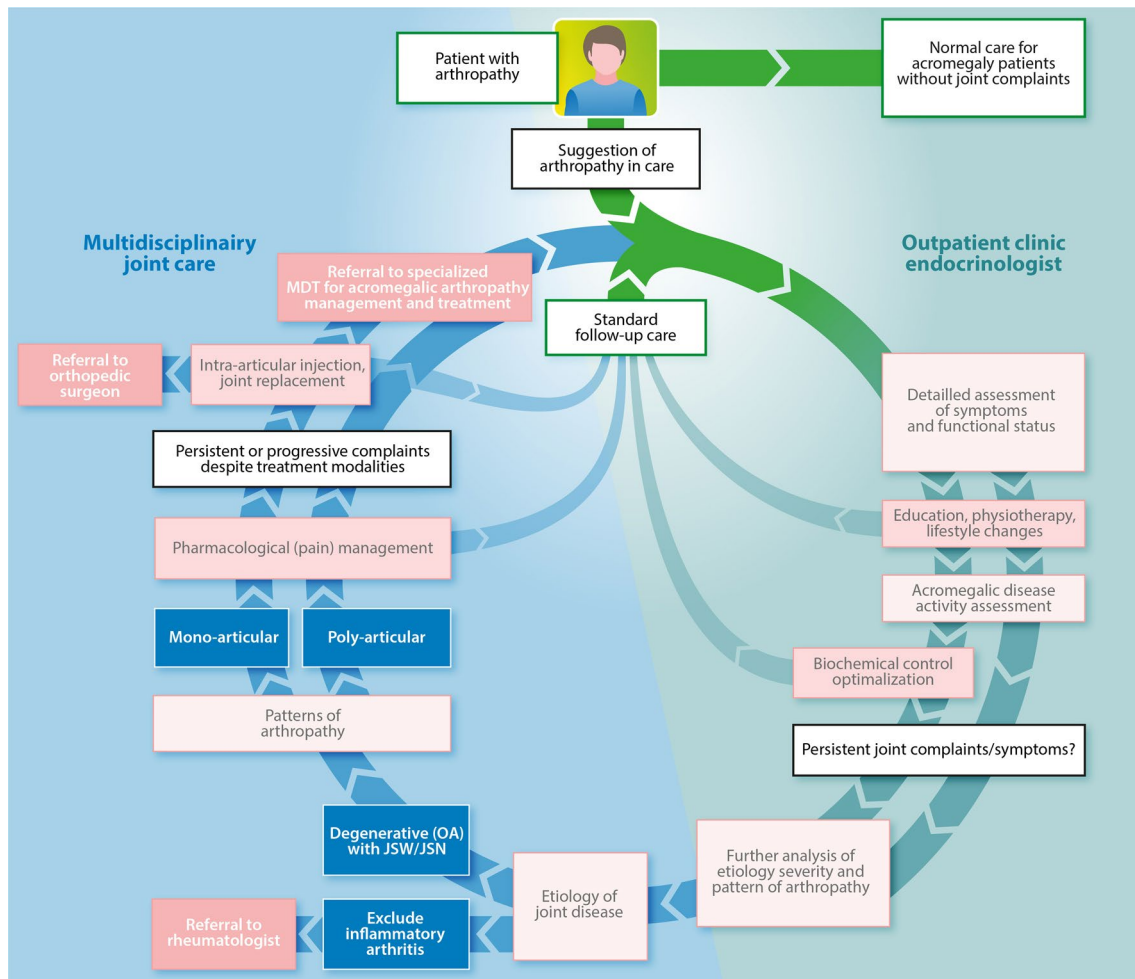 Patient with
arthropathy
Normal care for
acromegaly patients
without joint complaints
Suggestion of
arthropathy in care
Multidisciplinairy
joint care
Outpatient clinic
endocrinologist
Referral to specialized
MDT for acromegalic arthropathy
management and treatment
Standard
follow-up care
Referral to
orthopedic
surgeon
Intra-articular injection,
joint replacement
Detailled assessment
of symptoms
and functional status
Persistent or progressive complaints
despite treatment modalities
Education, physiotherapy,
lifestyle changes
Pharmacological (pain) management
Acromegalic disease
activity assessment
Mono-articular
Poly-articular
Biochemical control
optimalization
Patterns of
arthropathy
Persistent joint complaints/symptoms?
Degenerative (OA)
with JSW/JSN
Further analysis of
etiology severity and
pattern of arthropathy
Etiology of
joint disease
Exclude
inflammatory
arthritis
Referral to
rheumatologist